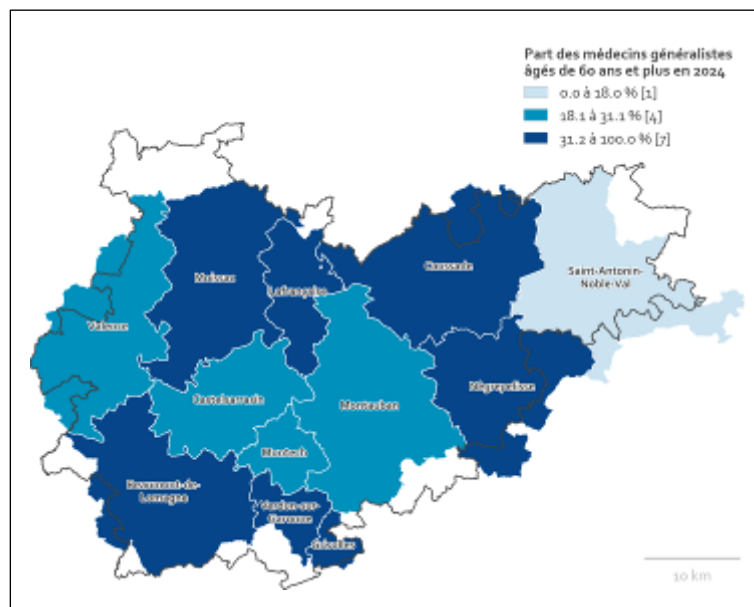 Part des médecins généralistes
âgés de 60 ans et plus en 2024
0.0 à 18.0 % [1]
18.1 à 31.1 % [4]
31.2 à 100.0 % [7]
Moissac
Lafrançaise
Caussade
Saint-Antonin-
Noble-Val
Valence
Nègrepelisse
Castelsarrasin
Montauban
Montech
Beaumont-de-
Lomagne
Verdun-sur-
Garonne
Grisolles
10 km